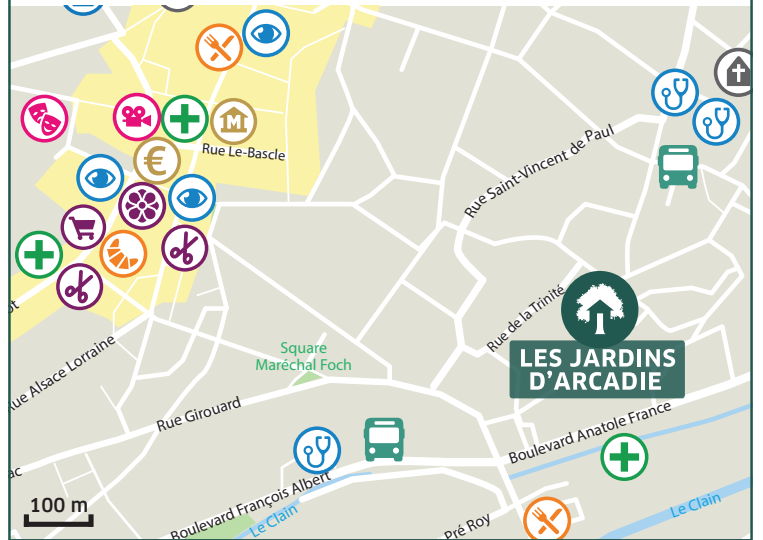 Rue Le-Bascle
€
M
Rue Saint-Vincent de Paul
Rue de la Trinité
LES JARDINS
D'ARCADIE
Square
Maréchal Foch
Rue Alsace Lorraine
Rue Girouard
Boulevard Anatole France
Boulevard François Albert
Le Clain
Le Clain
Pré Roy
100 m